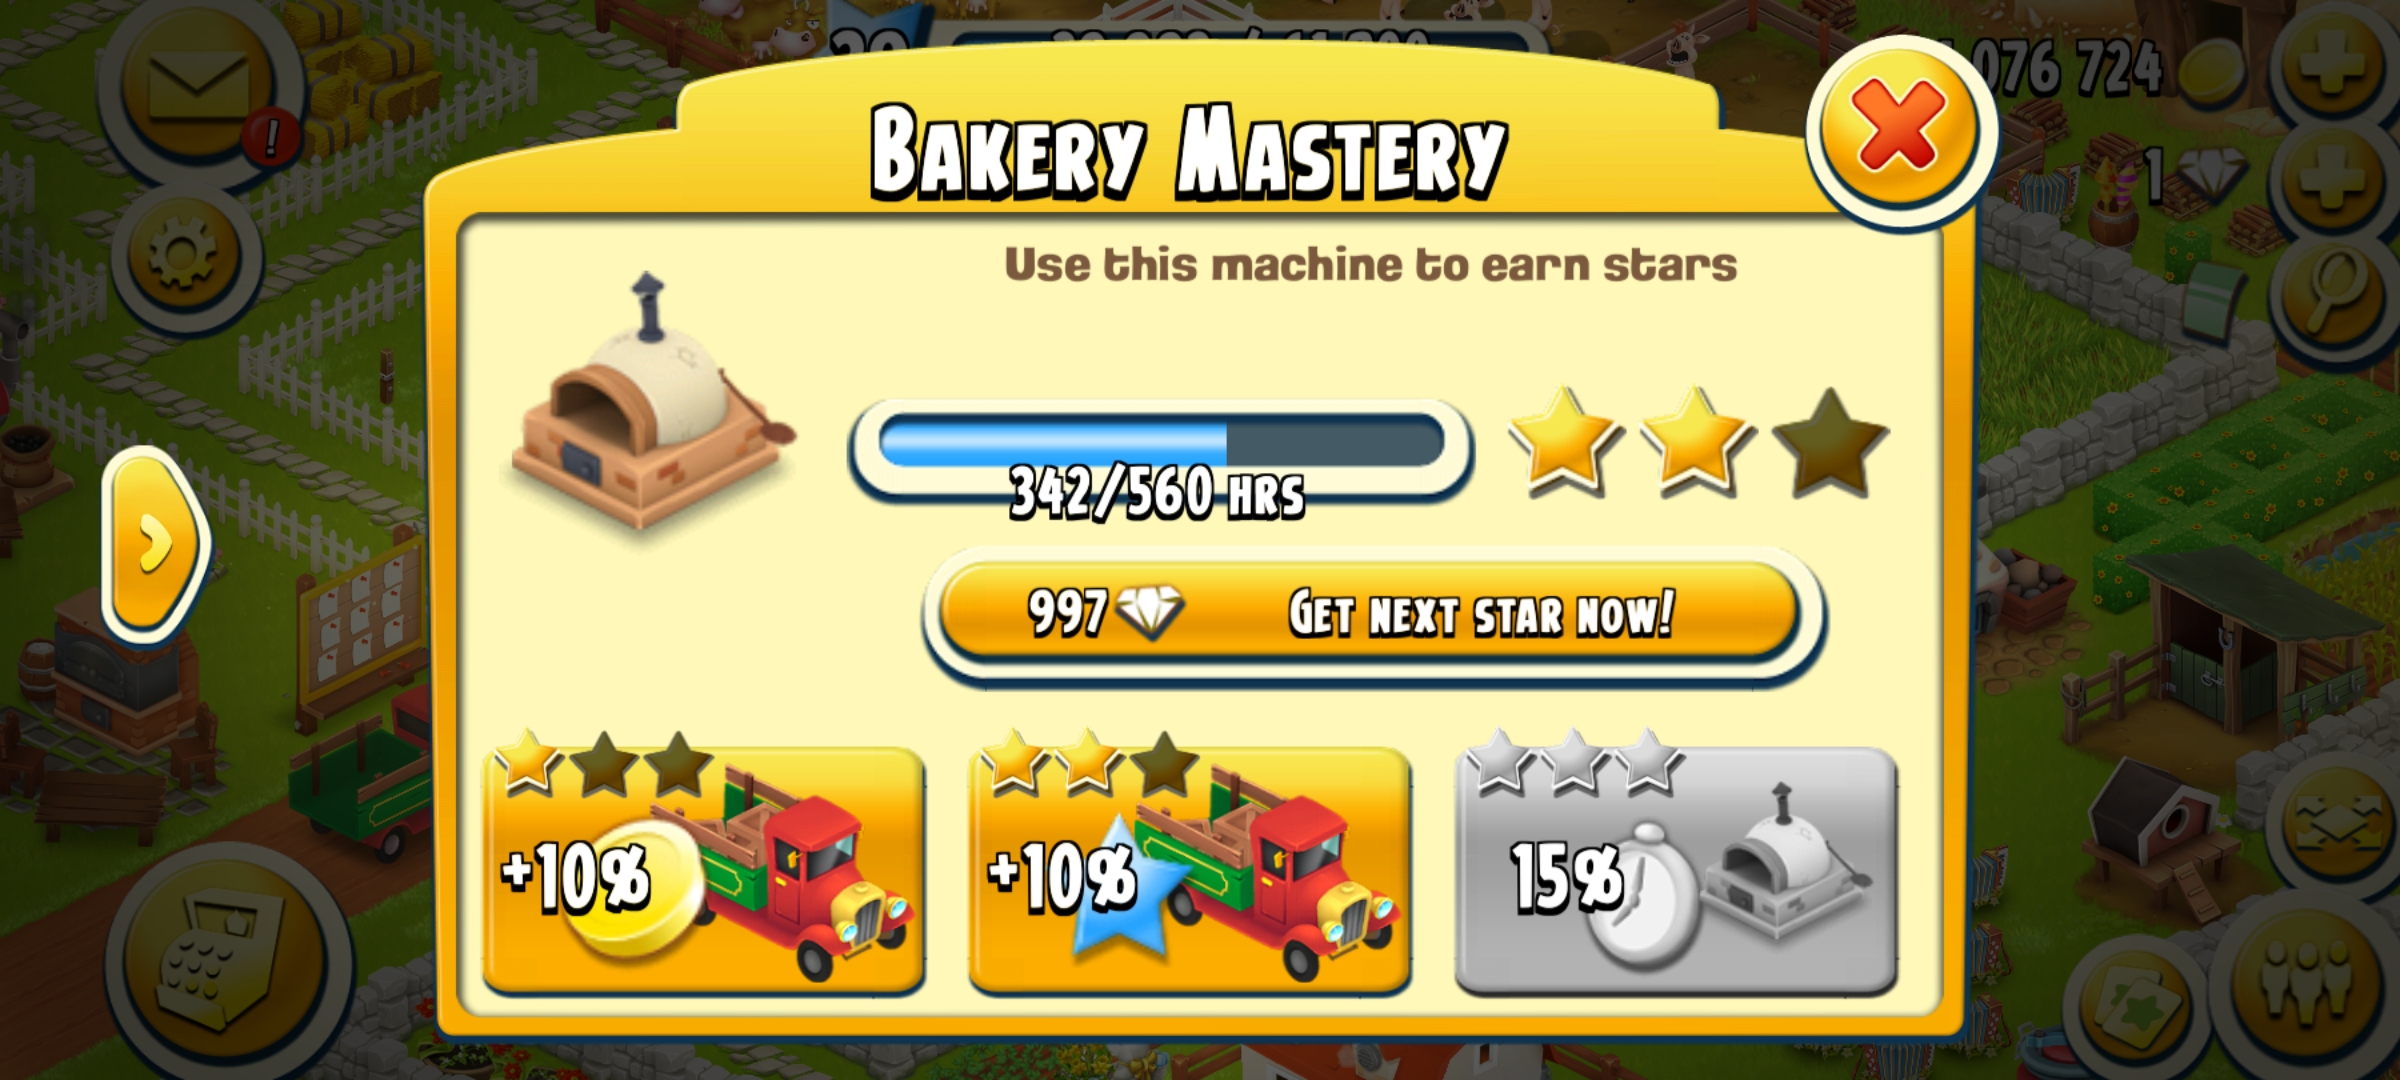 BAKERY MASTERY
Use this machine to earn stars
342/560 HRS
997 GET NEXT STAR NOW!
+10% +10% 15%
076 724
1
!